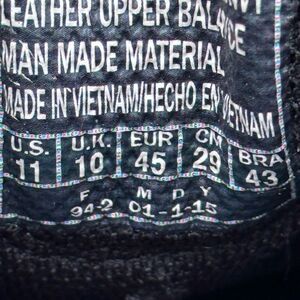 LEATHER UPPER BALANCE
MAN MADE MATERIAL
MADE IN VIETNAM/HECHO EN VIETNAM
U.S. U.K. EUR CM BRA
11 10 45 29 43
F M D Y
94-2 01-1-15